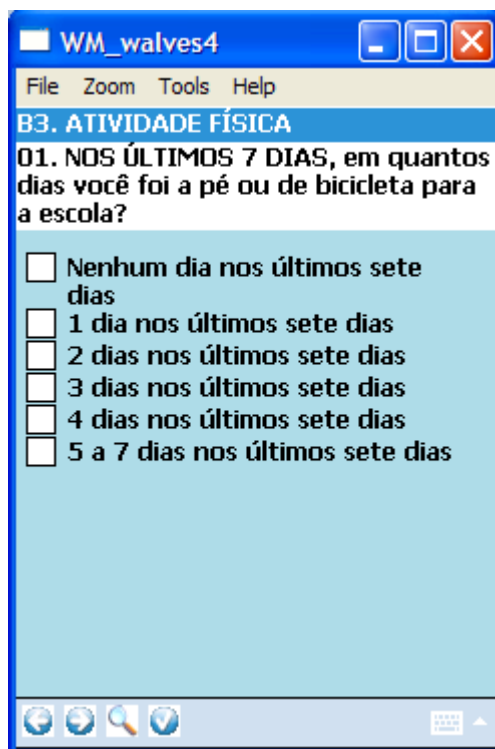 WM_walves4
File Zoom Tools Help
B3. ATIVIDADE FÍSICA
01. NOS ÚLTIMOS 7 DIAS, em quantos
dias você foi a pé ou de bicicleta para
a escola?
Nenhum dia nos últimos sete
dias
1 dia nos últimos sete dias
2 dias nos últimos sete dias
3 dias nos últimos sete dias
4 dias nos últimos sete dias
5 a 7 dias nos últimos sete dias